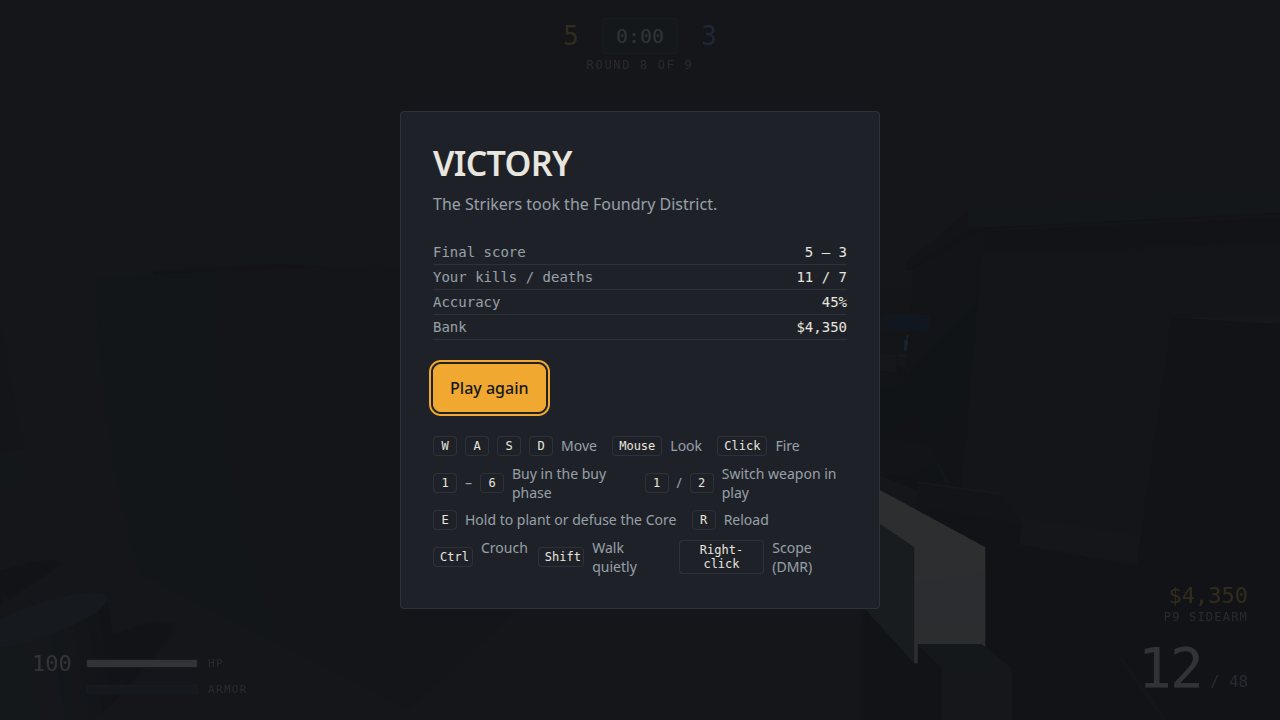 5 0:00 3
ROUND 8 OF 9
VICTORY
The Strikers took the Foundry District.
Final score 5 — 3
Your kills / deaths 11 / 7
Accuracy 45%
Bank $4,350
Play again
W A S D Move Mouse Look Click Fire
1 – 6 Buy in the buy phase 1 / 2 Switch weapon in play
E Hold to plant or defuse the Core R Reload
Ctrl Crouch Shift Walk quietly Right-click Scope (DMR)
$4,350
P9 SIDEARM
100 HP
ARMOR
12 / 48